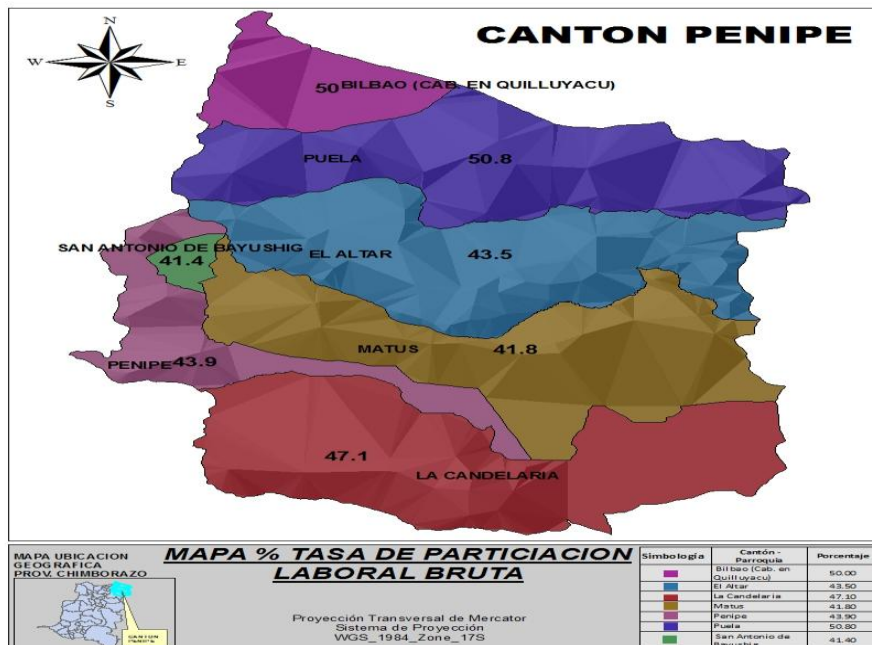 N
W E
S
CANTON PENIPE
50 BILBAO (CAB. EN QUILLUYACU)
PUELA 50.8
SAN ANTONIO DE BAYUSHIG
41.4
EL ALTAR 43.5
MATUS 41.8
PENIPE 43.9
47.1
LA CANDELARIA
MAPA UBICACION
GEOGRAFICA
PROV. CHIMBORAZO
CANTON
PENIPE
MAPA % TASA DE PARTICIACION
LABORAL BRUTA
Proyección Transversal de Mercator
Sistema de Proyección
WGS_1984_Zone_17S
Simbología Cantón - Parroquia Porcentaje
Bilbao (Cab. en Quilluyacu) 50.00
El Altar 43.50
La Candelaria 47.10
Matus 41.80
Penipe 43.90
Puela 50.80
San Antonio de Bayushig 41.40